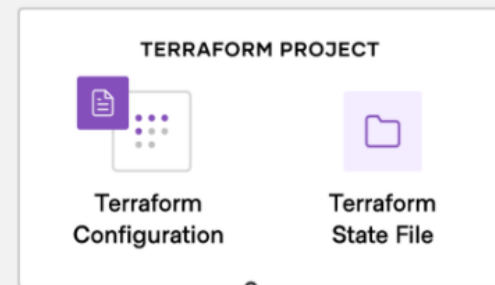 TERRAFORM PROJECT
Terraform
Configuration
Terraform
State File